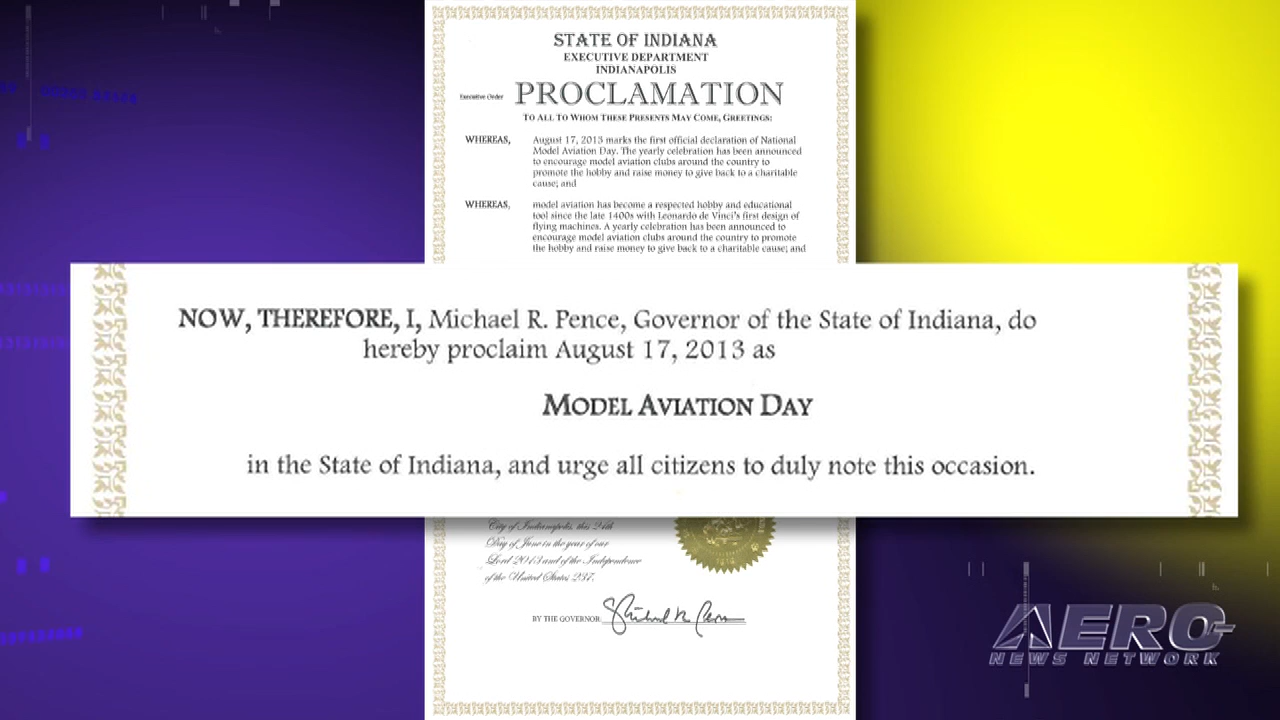 STATE OF INDIANA
EXECUTIVE DEPARTMENT
INDIANAPOLIS
Executive Order PROCLAMATION
TO ALL TO WHOM THESE PRESENTS MAY COME, GREETINGS:
WHEREAS, August 17, 2013 marks the first official declaration of National
Model Aviation Day. The yearly celebration has been announced
to encourage model aviation clubs around the country to
promote the hobby and raise money to give back to a charitable
cause; and
WHEREAS, model aviation has become a respected hobby and educational
tool since the late 1400s with Leonardo de Vinci's first design of
flying machines. A yearly celebration has been announced to
encourage model aviation clubs around the country to promote
the hobby and raise money to give back to a charitable cause; and
NOW, THEREFORE, I, Michael R. Pence, Governor of the State of Indiana, do
hereby proclaim August 17, 2013 as
MODEL AVIATION DAY
in the State of Indiana, and urge all citizens to duly note this occasion.
City of Indianapolis, this 24th
Day of June in the year of our
Lord 2013 and of the Independence
of the United States 237.
BY THE GOVERNOR
AERO
NEWS NETWORK